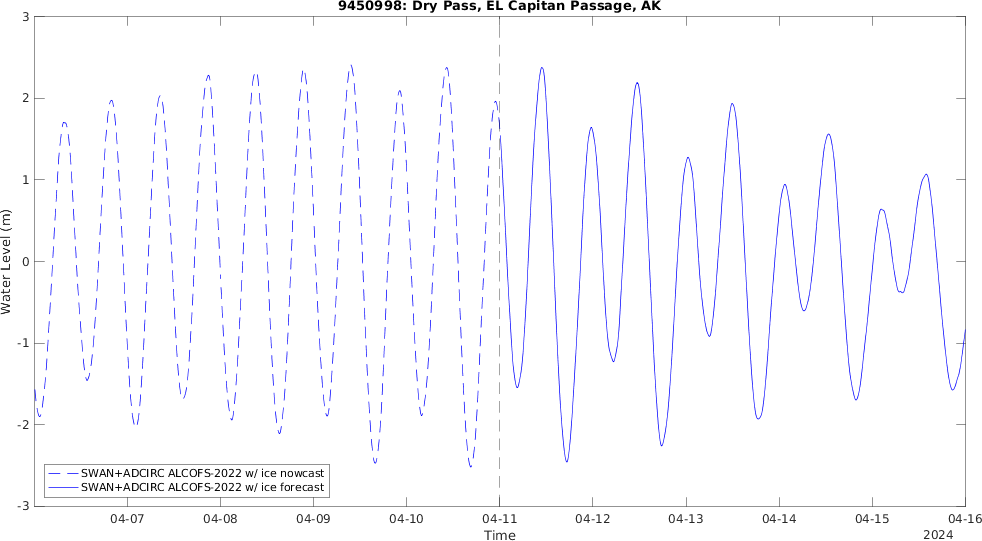 9450998: Dry Pass, EL Capitan Passage, AK
3
2
1
0
-1
-2
-3
Water Level (m)
SWAN+ADCIRC ALCOFS-2022 w/ ice nowcast
SWAN+ADCIRC ALCOFS-2022 w/ ice forecast
04-07 04-08 04-09 04-10 04-11 04-12 04-13 04-14 04-15 04-16
Time
2024